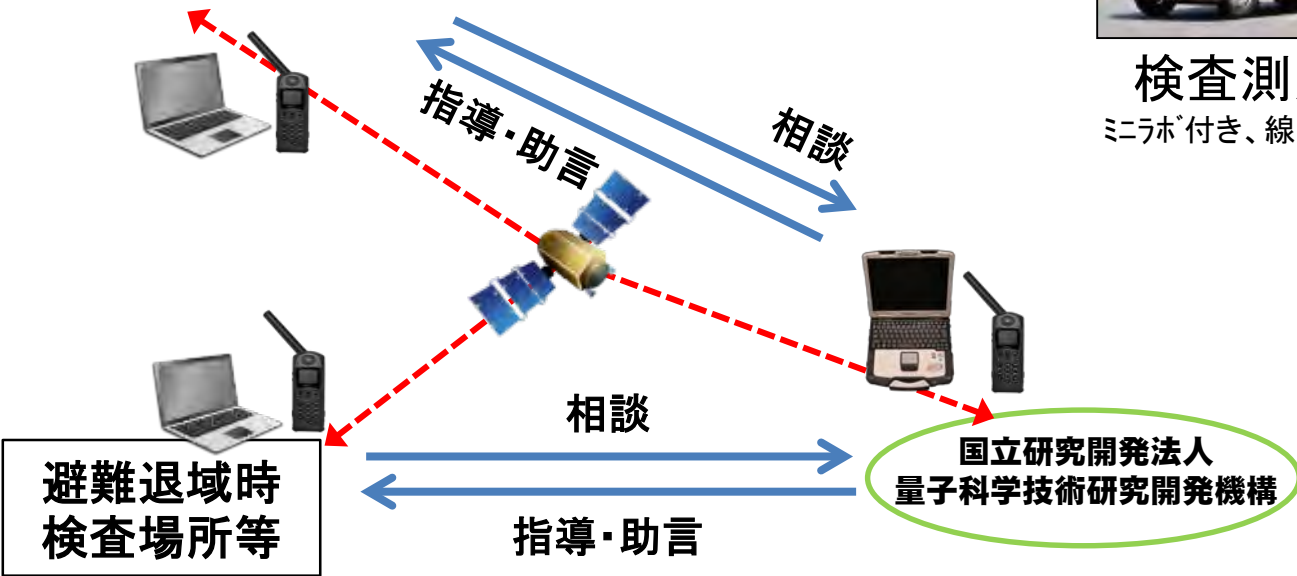 検査測
ミニラボ付き、線
相談
指導・助言
相談
指導・助言
避難退域時
検査場所等
国立研究開発法人
量子科学技術研究開発機構